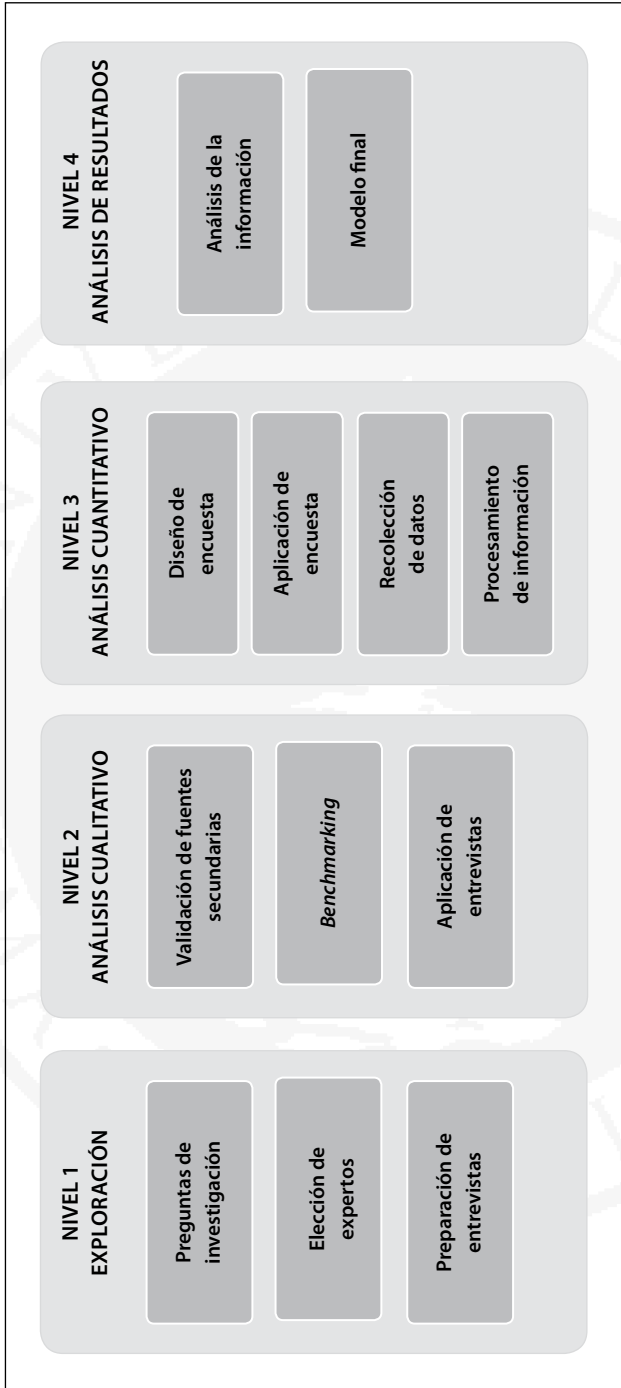 NIVEL 1
EXPLORACIÓN
Preguntas de
investigación
Elección de
expertos
Preparación de
entrevistas
NIVEL 2
ANÁLISIS CUALITATIVO
Validación de fuentes
secundarias
Benchmarking
Aplicación de
entrevistas
NIVEL 3
ANÁLISIS CUANTITATIVO
Diseño de
encuesta
Aplicación de
encuesta
Recolección
de datos
Procesamiento
de información
NIVEL 4
ANÁLISIS DE RESULTADOS
Análisis de la
información
Modelo final